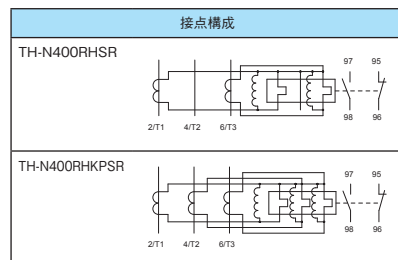 接点構成
TH-N400RHSR
97 95
98 96
2/T1 4/T2 6/T3
TH-N400RHKPSR
97 95
98 96
2/T1 4/T2 6/T3